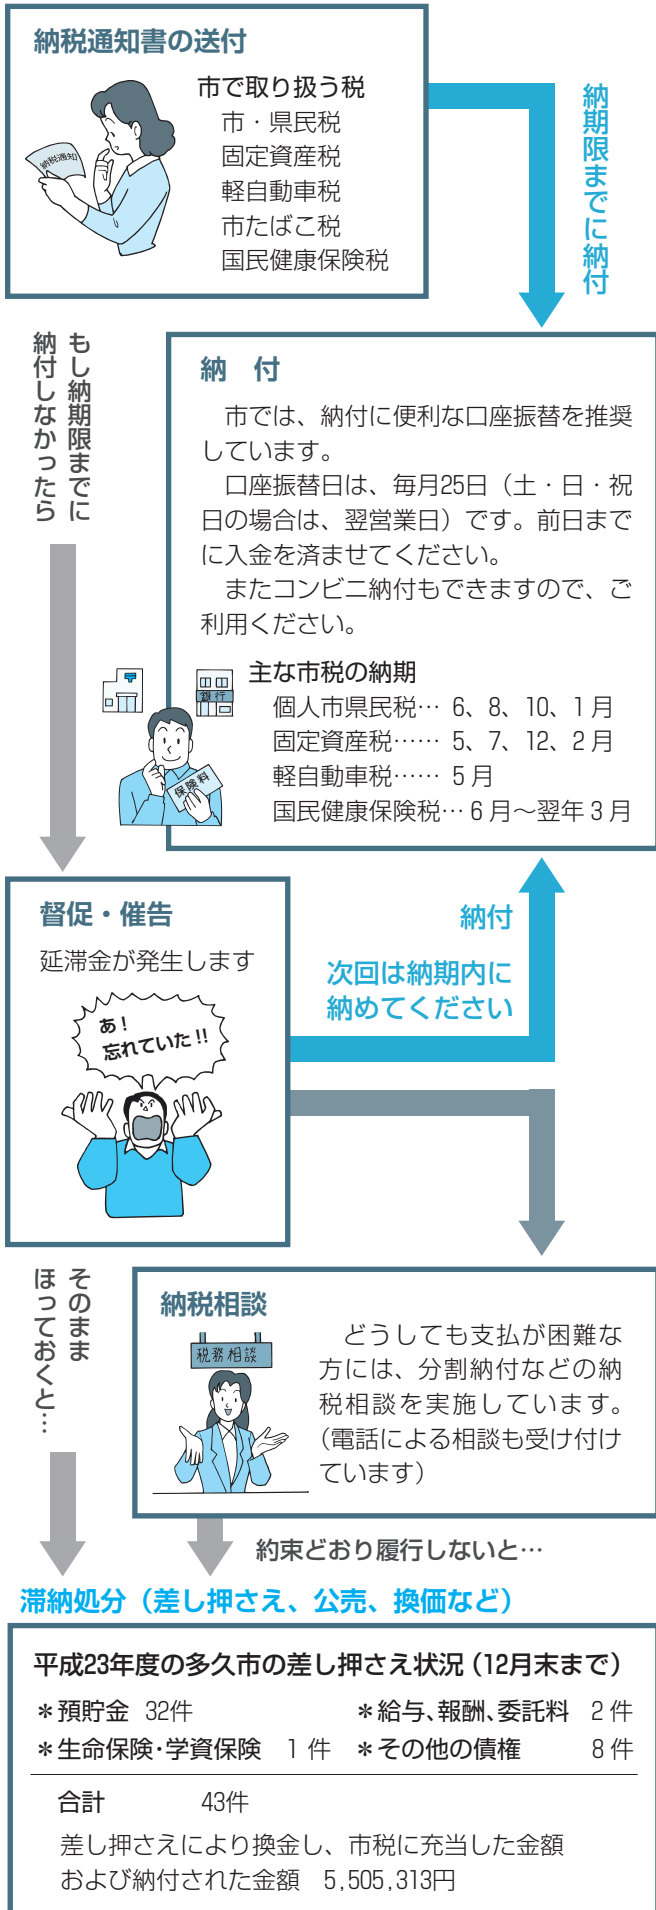 納税通知書の送付
納税通知
市で取り扱う税
市・県民税
固定資産税
軽自動車税
市たばこ税
国民健康保険税
納期限までに納付
もし納期限までに
納付しなかったら
納　付
　市では、納付に便利な口座振替を推奨
しています。
　口座振替日は、毎月25日（土・日・祝
日の場合は、翌営業日）です。前日まで
に入金を済ませてください。
　またコンビニ納付もできますので、ご
利用ください。
銀行
保険料
主な市税の納期
個人市県民税… 6、8、10、1月
固定資産税…… 5、7、12、2月
軽自動車税…… 5月
国民健康保険税… 6月～翌年3月
督促・催告
延滞金が発生します
あ！
忘れていた!!
納付
次回は納期内に
納めてください
そのまま
ほっておくと…
納税相談
税務相談
　どうしても支払が困難な
方には、分割納付などの納
税相談を実施しています。
（電話による相談も受け付け
ています）
約束どおり履行しないと…
滞納処分（差し押さえ、公売、換価など）
平成23年度の多久市の差し押さえ状況（12月末まで）
＊預貯金　32件　＊給与、報酬、委託料　2件
＊生命保険・学資保険　1件　＊その他の債権　8件
合計　43件
差し押さえにより換金し、市税に充当した金額
および納付された金額　5,505,313円